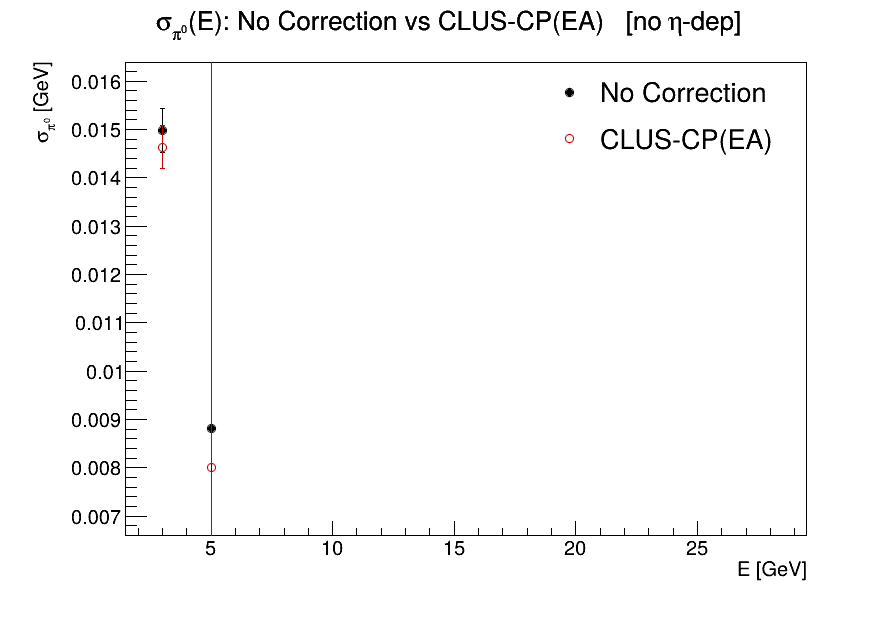 σπ⁰(E): No Correction vs CLUS-CP(EA) [no η-dep]
σπ⁰ [GeV]
No Correction
CLUS-CP(EA)
0.016
0.015
0.014
0.013
0.012
0.011
0.01
0.009
0.008
0.007
5 10 15 20 25
E [GeV]